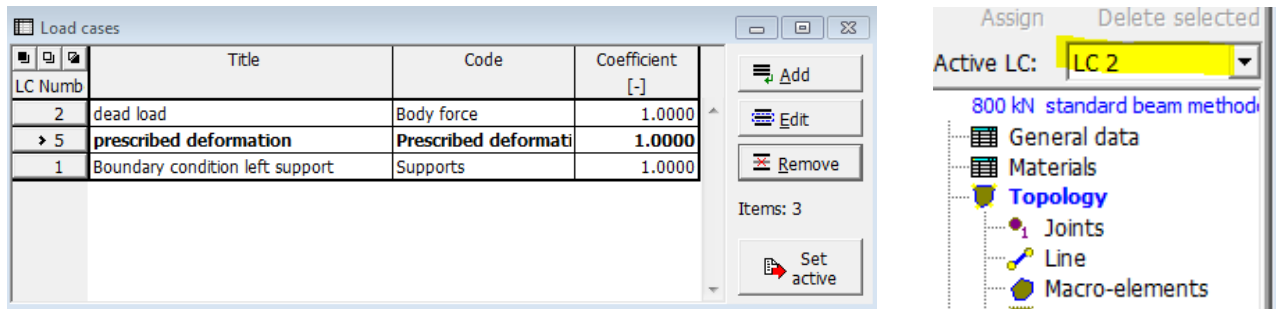 Load cases
Title Code Coefficient
LC Numb [-]
2 dead load Body force 1.0000
5 prescribed deformation Prescribed deformati 1.0000
1 Boundary condition left support Supports 1.0000
Add
Edit
Remove
Items: 3
Set
active
Assign Delete selected
Active LC: LC 2
800 kN standard beam methode
General data
Materials
Topology
1 Joints
Line
Macro-elements